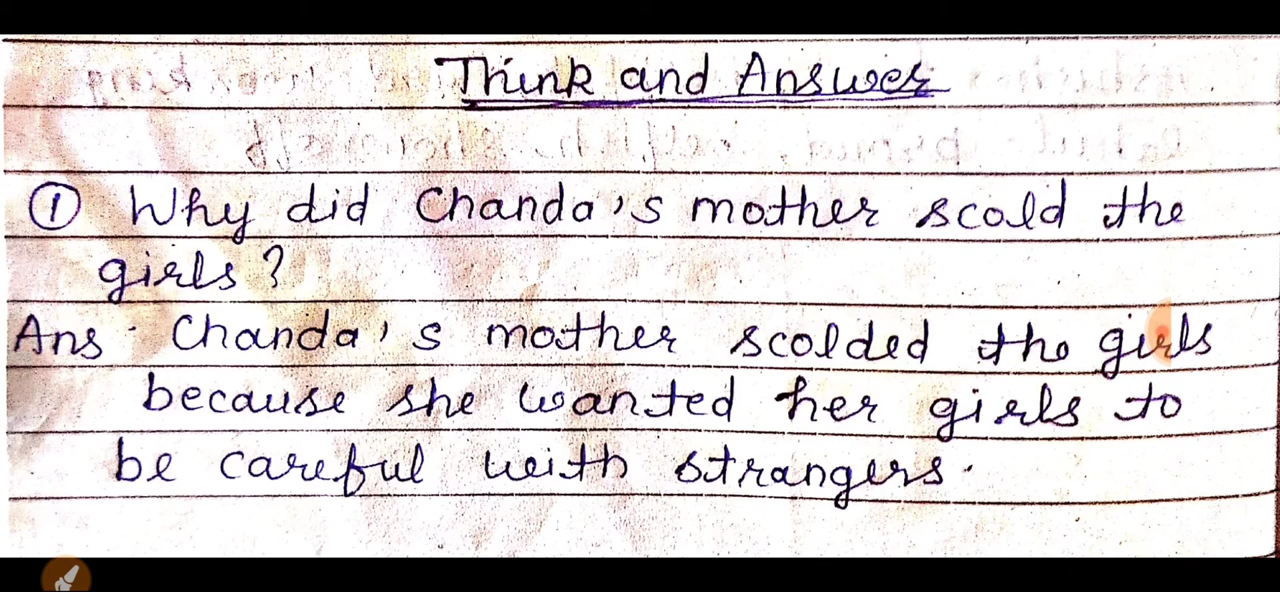 Think and Answer
① Why did Chanda's mother scold the
girls?
Ans. Chanda's mother scolded the girls
because she wanted her girls to
be careful with strangers.